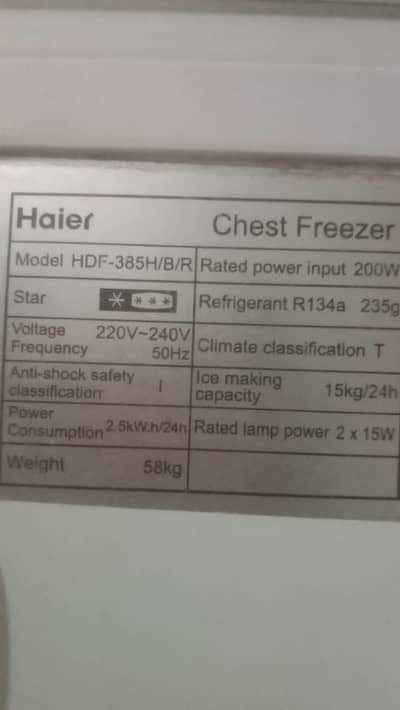 Haier Chest Freezer
Model HDF-385H/B/R Rated power input 200W
Star Refrigerant R134a 235g
Voltage 220V~240V
Frequency 50Hz
Climate classification T
Anti-shock safety
classification I
Ice making
capacity 15kg/24h
Power
Consumption 2.5kW.h/24h
Rated lamp power 2 x 15W
Weight 58kg